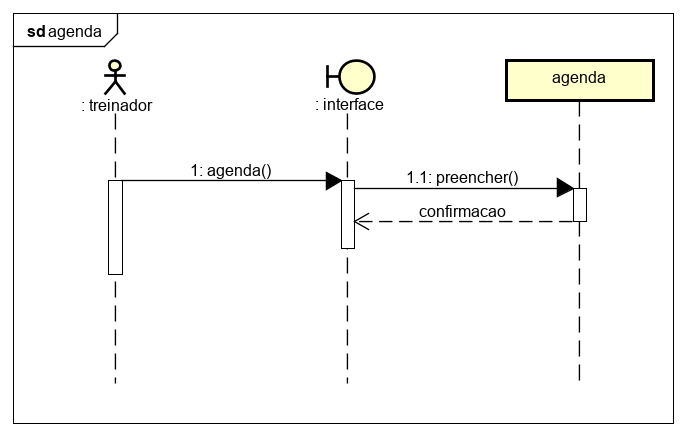 sd agenda
: treinador
: interface
agenda
1: agenda()
1.1: preencher()
confirmacao